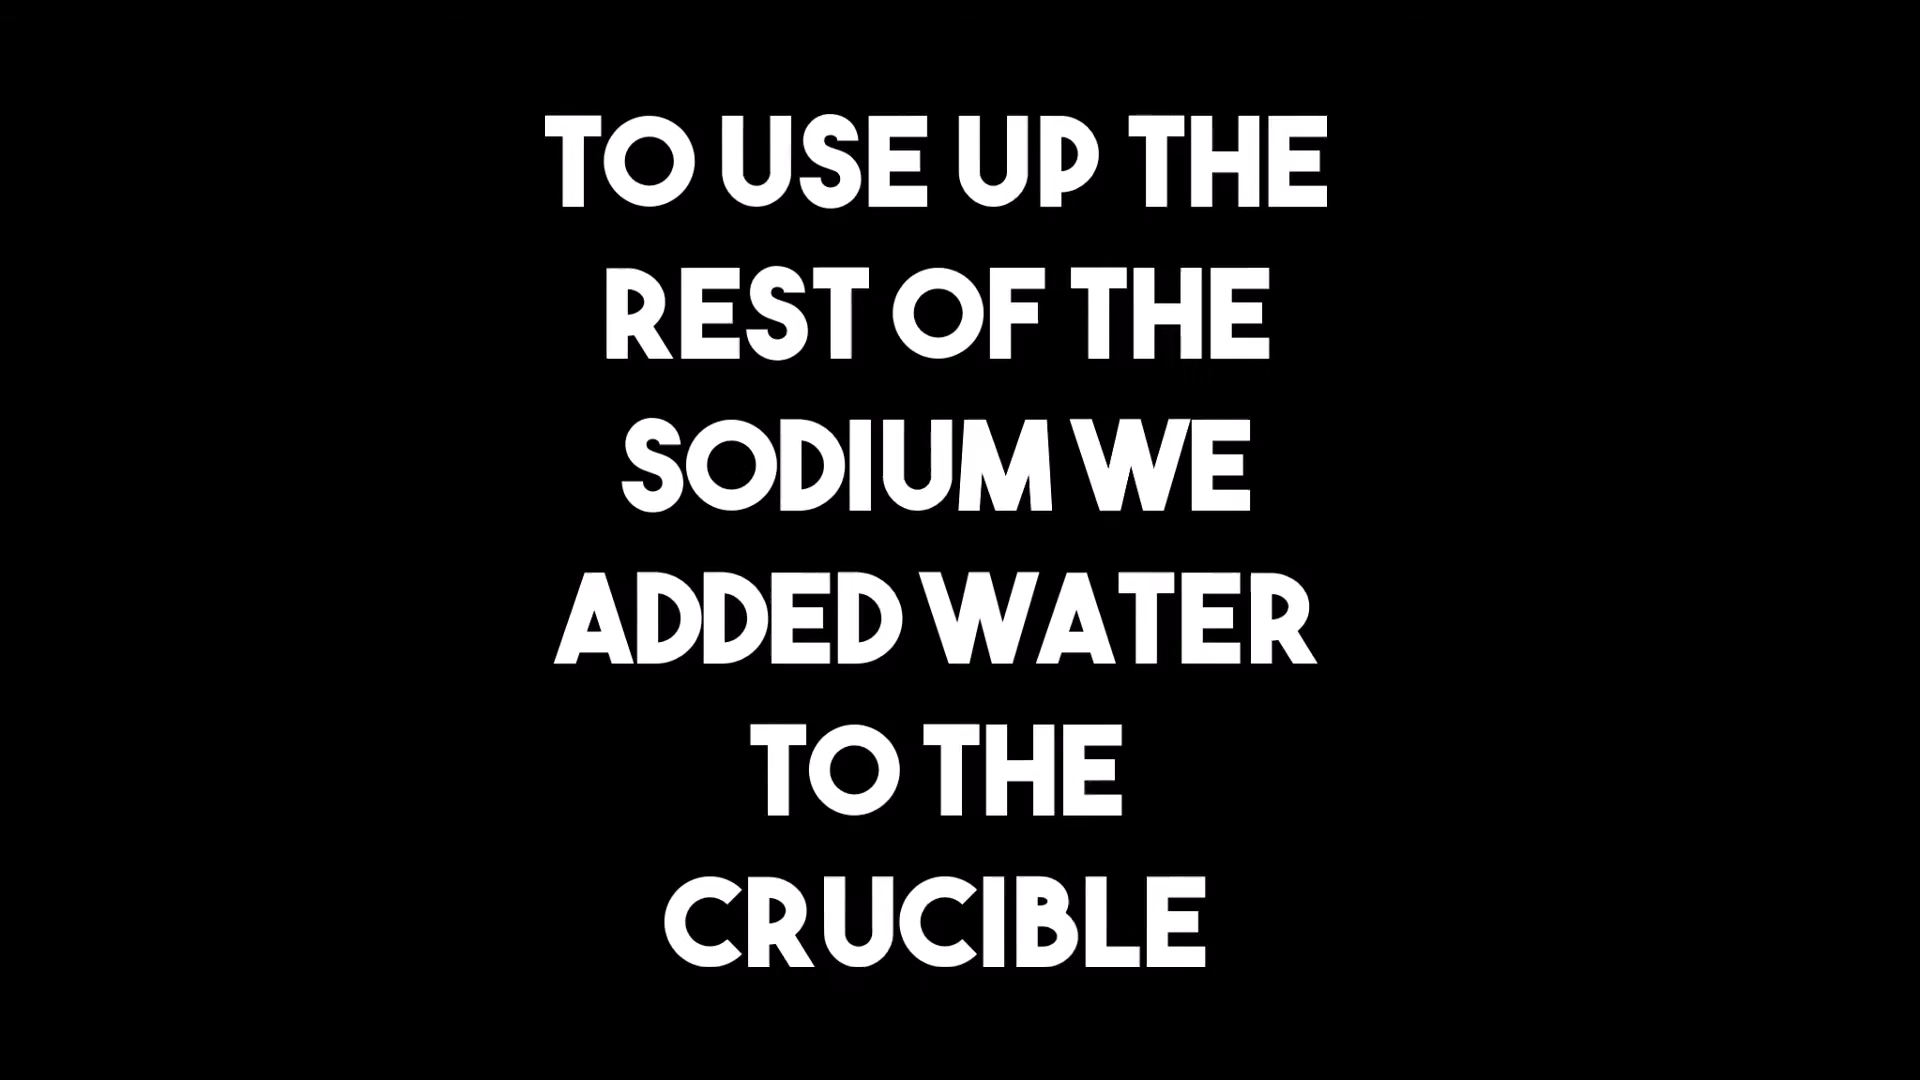 TO USE UP THE
REST OF THE
SODIUM WE
ADDED WATER
TO THE
CRUCIBLE